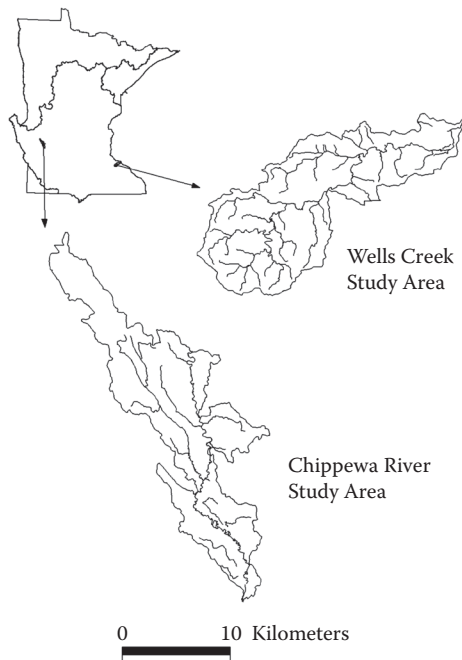 Wells Creek
Study Area
Chippewa River
Study Area
0 10 Kilometers